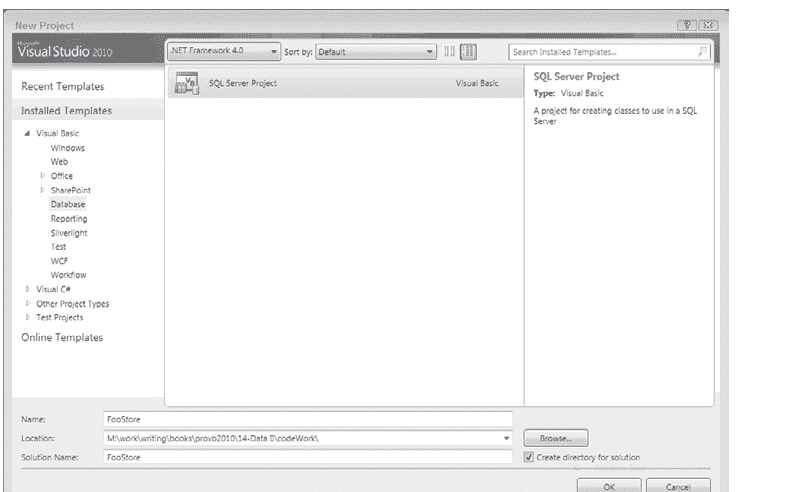 New Project
Microsoft
Visual Studio 2010
.NET Framework 4.0 Sort by: Default Search Installed Templates...
Recent Templates
Installed Templates
Visual Basic
Windows
Web
Office
SharePoint
Database
Reporting
Silverlight
Test
WCF
Workflow
Visual C#
Other Project Types
Test Projects
Online Templates
SQL Server Project Visual Basic
SQL Server Project
Type: Visual Basic
A project for creating classes to use in a SQL
Server
Name: FooStore
Location: M:\work\writing\books\provb2010\14-Data II\codeWork\ Browse...
Solution Name: FooStore Create directory for solution
OK Cancel